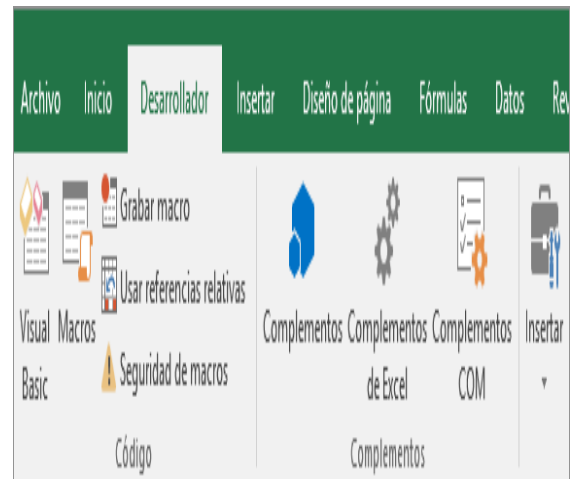 Archivo Inicio Desarrollador Insertar Diseño de página Fórmulas Datos Rev
Grabar macro
Usar referencias relativas
Seguridad de macros
Visual Basic
Macros
Código
Complementos
Complementos de Excel
Complementos COM
Complementos
Insertar